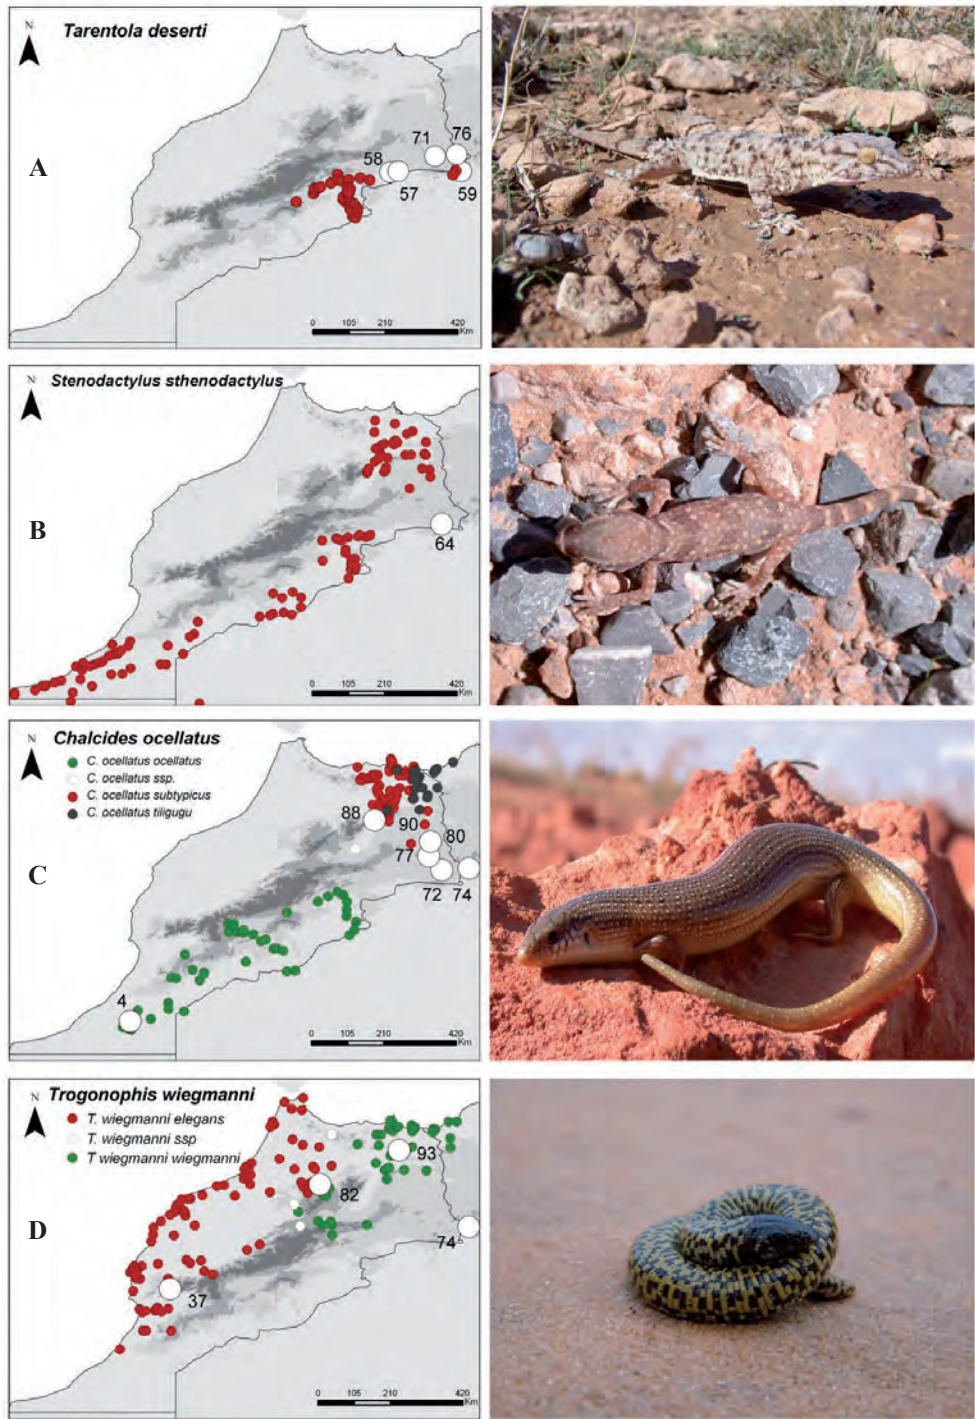 N
Tarentola deserti
A
71
76
58
57
59
0 105 210 420
Km
N
Stenodactylus sthenodactylus
B
64
0 105 210 420
Km
N
Chalcides ocellatus
C. ocellatus ocellatus
C. ocellatus ssp.
C. ocellatus subtypicus
C. ocellatus tiligugu
C
88
90
80
77
72
74
4
0 105 210 420
Km
N
Trogonophis wiegmanni
T. wiegmanni elegans
T. wiegmanni ssp
T wiegmanni wiegmanni
D
93
82
74
37
0 105 210 420
Km